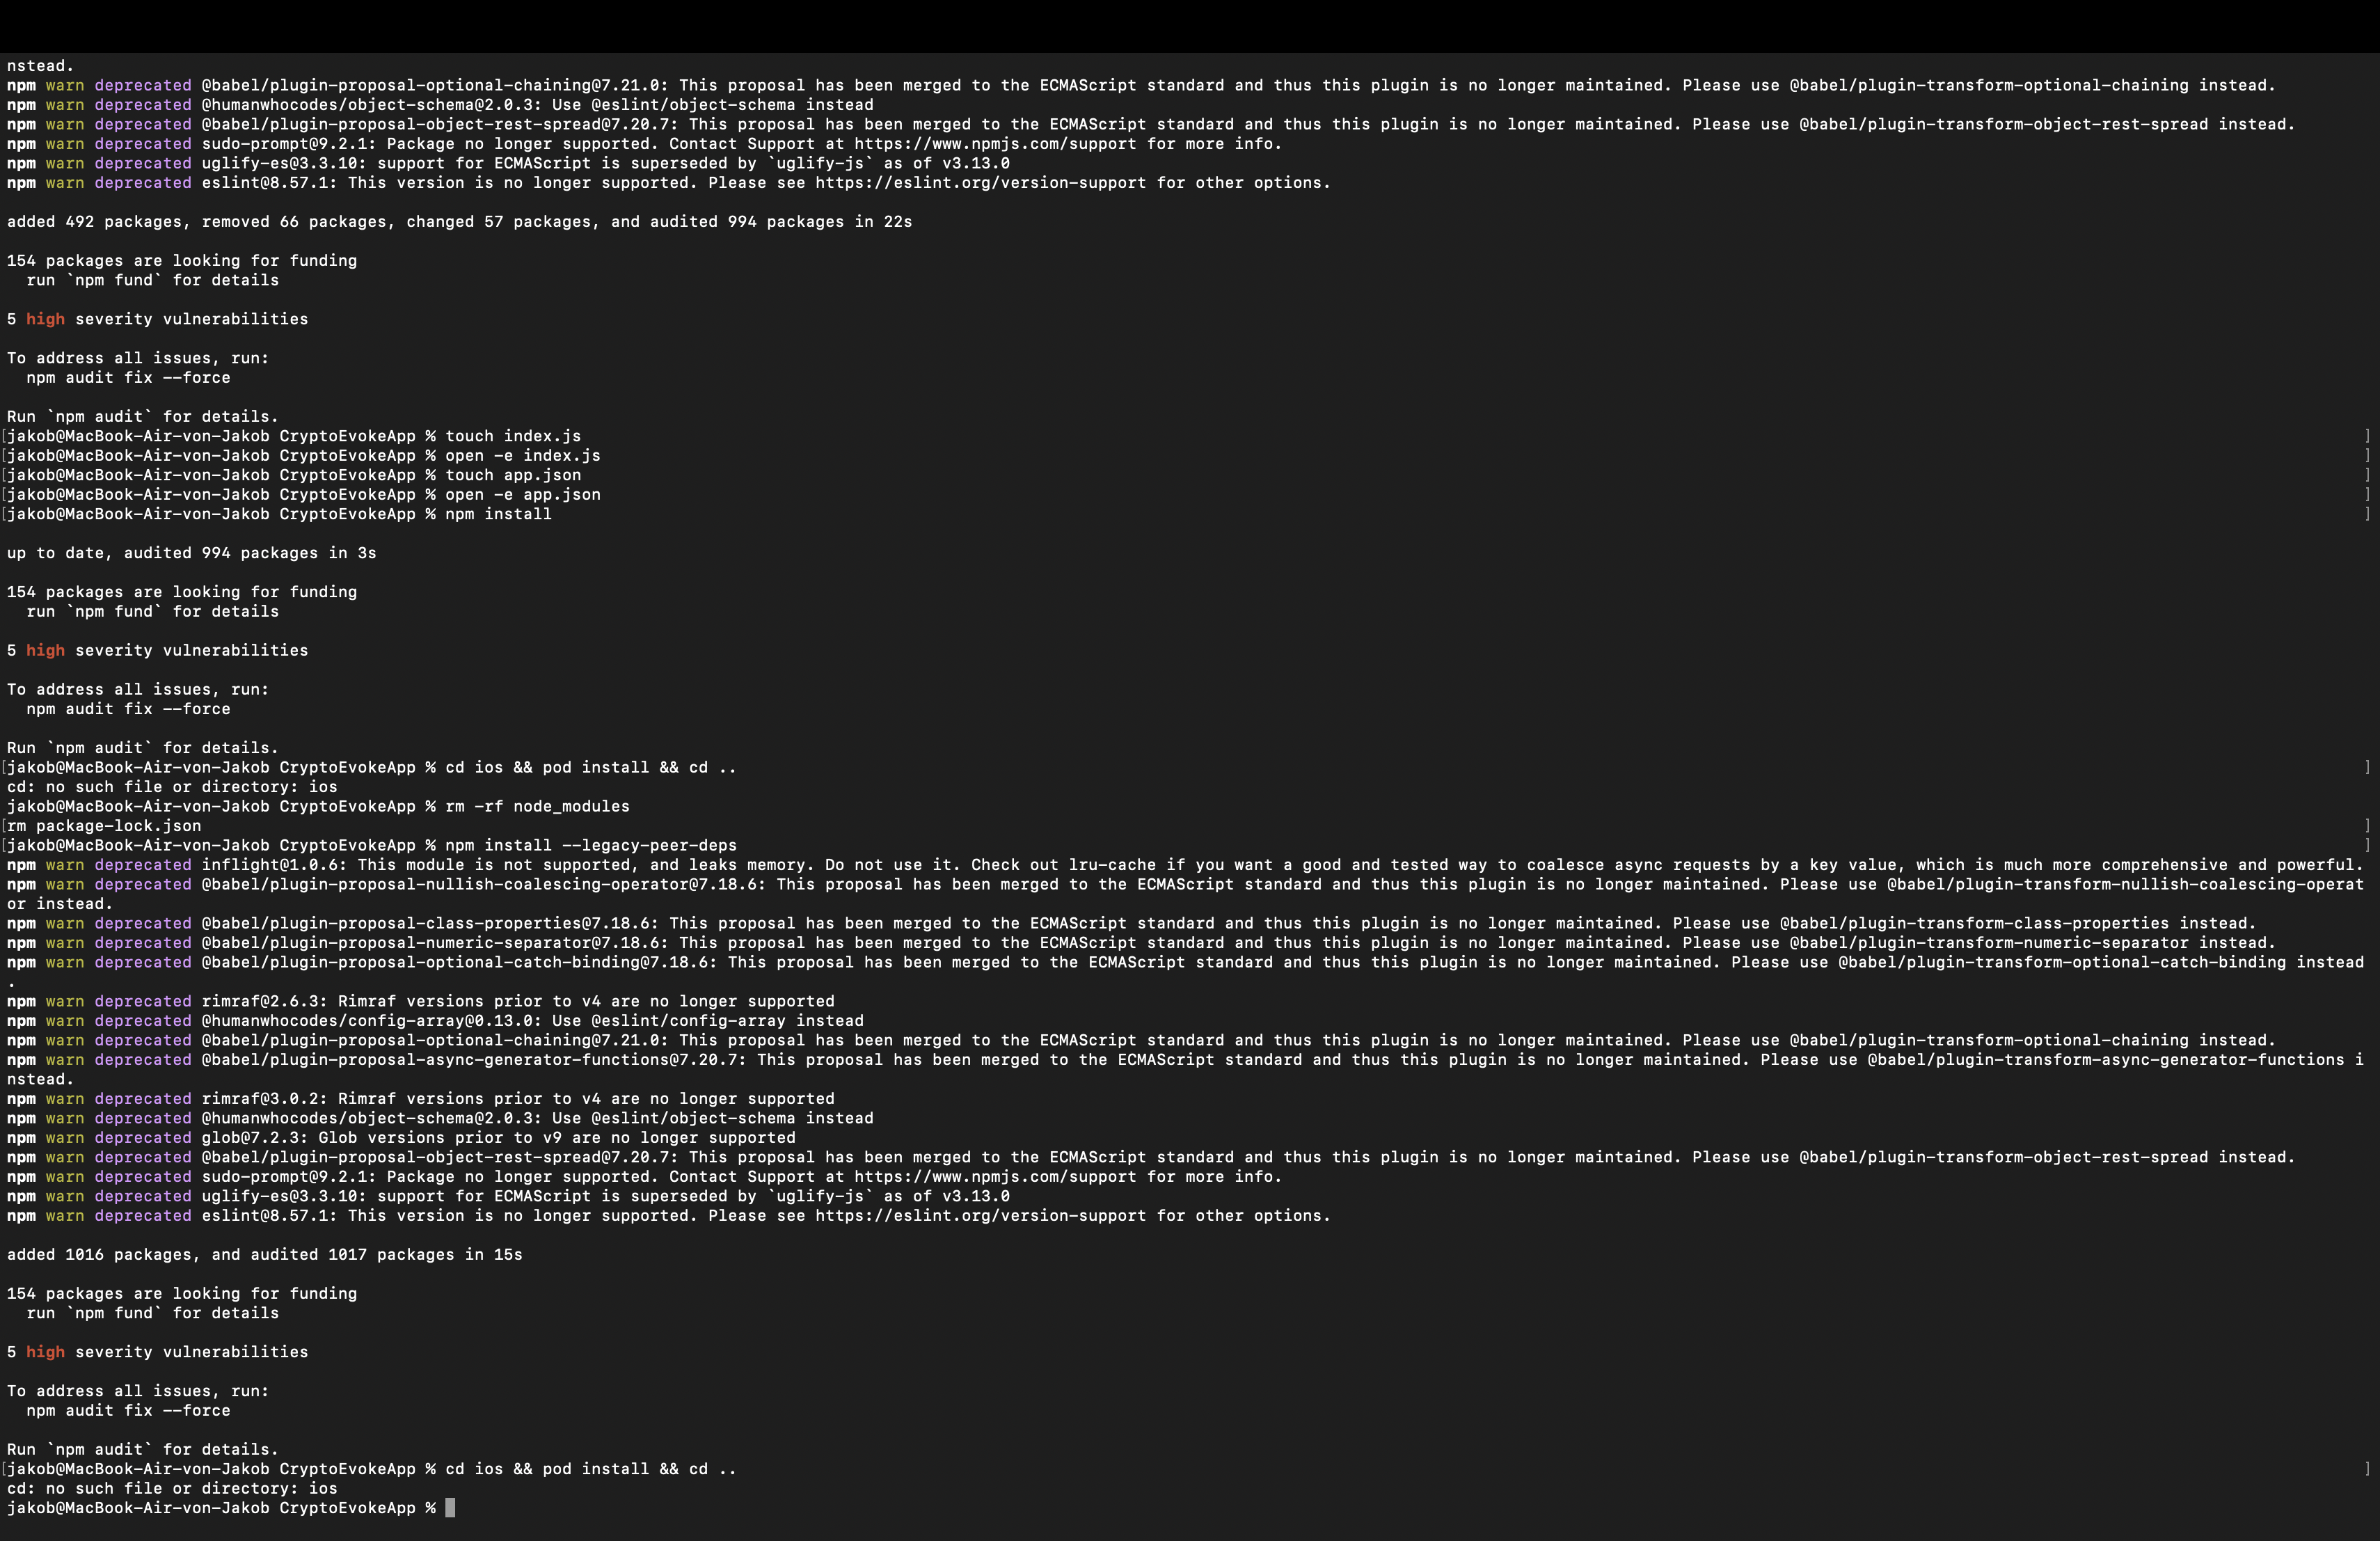 nstead.
npm warn deprecated @babel/plugin-proposal-optional-chaining@7.21.0: This proposal has been merged to the ECMAScript standard and thus this plugin is no longer maintained. Please use @babel/plugin-transform-optional-chaining instead.
npm warn deprecated @humanwhocodes/object-schema@2.0.3: Use @eslint/object-schema instead
npm warn deprecated @babel/plugin-proposal-object-rest-spread@7.20.7: This proposal has been merged to the ECMAScript standard and thus this plugin is no longer maintained. Please use @babel/plugin-transform-object-rest-spread instead.
npm warn deprecated sudo-prompt@9.2.1: Package no longer supported. Contact Support at https://www.npmjs.com/support for more info.
npm warn deprecated uglify-es@3.3.10: support for ECMAScript is superseded by `uglify-js` as of v3.13.0
npm warn deprecated eslint@8.57.1: This version is no longer supported. Please see https://eslint.org/version-support for other options.
added 492 packages, removed 66 packages, changed 57 packages, and audited 994 packages in 22s
154 packages are looking for funding
run `npm fund` for details
5 high severity vulnerabilities
To address all issues, run:
npm audit fix --force
Run `npm audit` for details.
[jakob@MacBook-Air-von-Jakob CryptoEvokeApp % touch index.js ]
[jakob@MacBook-Air-von-Jakob CryptoEvokeApp % open -e index.js ]
[jakob@MacBook-Air-von-Jakob CryptoEvokeApp % touch app.json ]
[jakob@MacBook-Air-von-Jakob CryptoEvokeApp % open -e app.json ]
[jakob@MacBook-Air-von-Jakob CryptoEvokeApp % npm install ]
up to date, audited 994 packages in 3s
154 packages are looking for funding
run `npm fund` for details
5 high severity vulnerabilities
To address all issues, run:
npm audit fix --force
Run `npm audit` for details.
[jakob@MacBook-Air-von-Jakob CryptoEvokeApp % cd ios && pod install && cd .. ]
cd: no such file or directory: ios
jakob@MacBook-Air-von-Jakob CryptoEvokeApp % rm -rf node_modules
[rm package-lock.json ]
[jakob@MacBook-Air-von-Jakob CryptoEvokeApp % npm install --legacy-peer-deps ]
npm warn deprecated inflight@1.0.6: This module is not supported, and leaks memory. Do not use it. Check out lru-cache if you want a good and tested way to coalesce async requests by a key value, which is much more comprehensive and powerful.
npm warn deprecated @babel/plugin-proposal-nullish-coalescing-operator@7.18.6: This proposal has been merged to the ECMAScript standard and thus this plugin is no longer maintained. Please use @babel/plugin-transform-nullish-coalescing-operat
or instead.
npm warn deprecated @babel/plugin-proposal-class-properties@7.18.6: This proposal has been merged to the ECMAScript standard and thus this plugin is no longer maintained. Please use @babel/plugin-transform-class-properties instead.
npm warn deprecated @babel/plugin-proposal-numeric-separator@7.18.6: This proposal has been merged to the ECMAScript standard and thus this plugin is no longer maintained. Please use @babel/plugin-transform-numeric-separator instead.
npm warn deprecated @babel/plugin-proposal-optional-catch-binding@7.18.6: This proposal has been merged to the ECMAScript standard and thus this plugin is no longer maintained. Please use @babel/plugin-transform-optional-catch-binding instead
.
npm warn deprecated rimraf@2.6.3: Rimraf versions prior to v4 are no longer supported
npm warn deprecated @humanwhocodes/config-array@0.13.0: Use @eslint/config-array instead
npm warn deprecated @babel/plugin-proposal-optional-chaining@7.21.0: This proposal has been merged to the ECMAScript standard and thus this plugin is no longer maintained. Please use @babel/plugin-transform-optional-chaining instead.
npm warn deprecated @babel/plugin-proposal-async-generator-functions@7.20.7: This proposal has been merged to the ECMAScript standard and thus this plugin is no longer maintained. Please use @babel/plugin-transform-async-generator-functions i
nstead.
npm warn deprecated rimraf@3.0.2: Rimraf versions prior to v4 are no longer supported
npm warn deprecated @humanwhocodes/object-schema@2.0.3: Use @eslint/object-schema instead
npm warn deprecated glob@7.2.3: Glob versions prior to v9 are no longer supported
npm warn deprecated @babel/plugin-proposal-object-rest-spread@7.20.7: This proposal has been merged to the ECMAScript standard and thus this plugin is no longer maintained. Please use @babel/plugin-transform-object-rest-spread instead.
npm warn deprecated sudo-prompt@9.2.1: Package no longer supported. Contact Support at https://www.npmjs.com/support for more info.
npm warn deprecated uglify-es@3.3.10: support for ECMAScript is superseded by `uglify-js` as of v3.13.0
npm warn deprecated eslint@8.57.1: This version is no longer supported. Please see https://eslint.org/version-support for other options.
added 1016 packages, and audited 1017 packages in 15s
154 packages are looking for funding
run `npm fund` for details
5 high severity vulnerabilities
To address all issues, run:
npm audit fix --force
Run `npm audit` for details.
[jakob@MacBook-Air-von-Jakob CryptoEvokeApp % cd ios && pod install && cd .. ]
cd: no such file or directory: ios
jakob@MacBook-Air-von-Jakob CryptoEvokeApp %